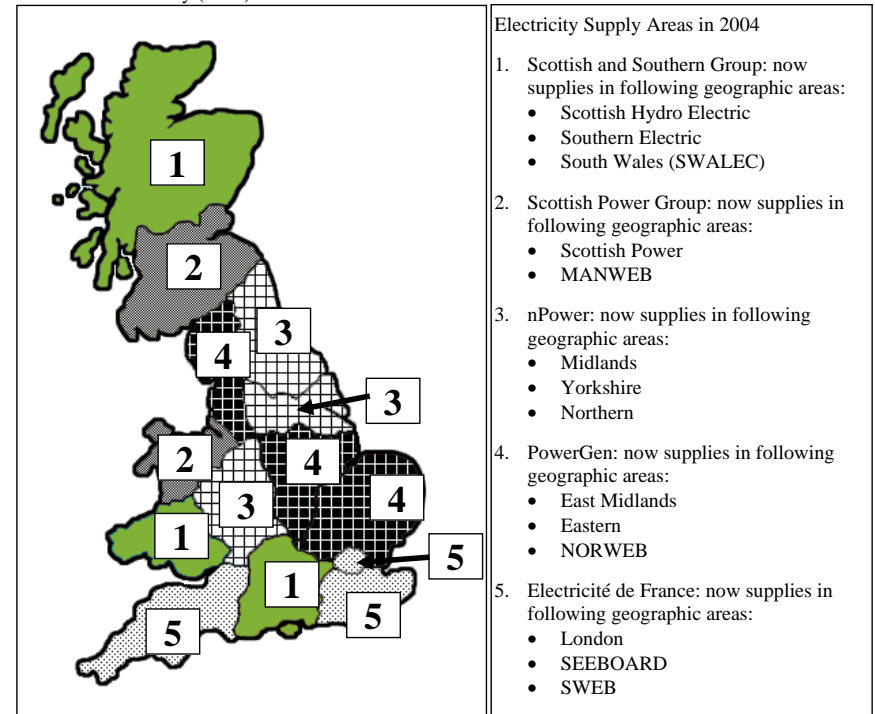 Electricity Supply Areas in 2004
1. Scottish and Southern Group: now
supplies in following geographic areas:
• Scottish Hydro Electric
• Southern Electric
• South Wales (SWALEC)
2. Scottish Power Group: now supplies in
following geographic areas:
• Scottish Power
• MANWEB
3. nPower: now supplies in following
geographic areas:
• Midlands
• Yorkshire
• Northern
4. PowerGen: now supplies in following
geographic areas:
• East Midlands
• Eastern
• NORWEB
5. Electricité de France: now supplies in
following geographic areas:
• London
• SEEBOARD
• SWEB
1
2
3
4
3
2
4
3
4
1
5
1
5
5